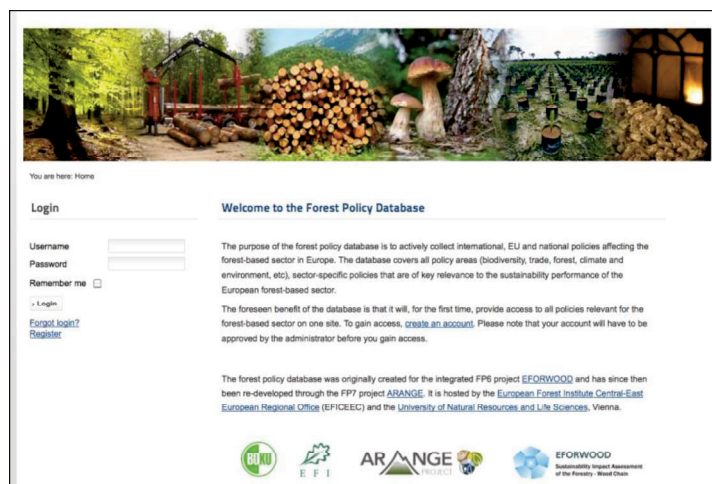 You are here: Home
Login
Username
Password
Remember me
› Login
Forgot login?
Register
Welcome to the Forest Policy Database
The purpose of the forest policy database is to actively collect international, EU and national policies affecting the
forest-based sector in Europe. The database covers all policy areas (biodiversity, trade, forest, climate and
environment, etc), sector-specific policies that are of key relevance to the sustainability performance of the
European forest-based sector.
The foreseen benefit of the database is that it will, for the first time, provide access to all policies relevant for the
forest-based sector on one site. To gain access, create an account. Please note that your account will have to be
approved by the administrator before you gain access.
The forest policy database was originally created for the integrated FP6 project EFORWOOD and has since then
been re-developed through the FP7 project ARANGE. It is hosted by the European Forest Institute Central-East
European Regional Office (EFICEEC) and the University of Natural Resources and Life Sciences, Vienna.
BOKU
EFI
ARANGE
PROJECT
EFORWOOD
Sustainability Impact Assessment
of the Forestry - Wood Chain